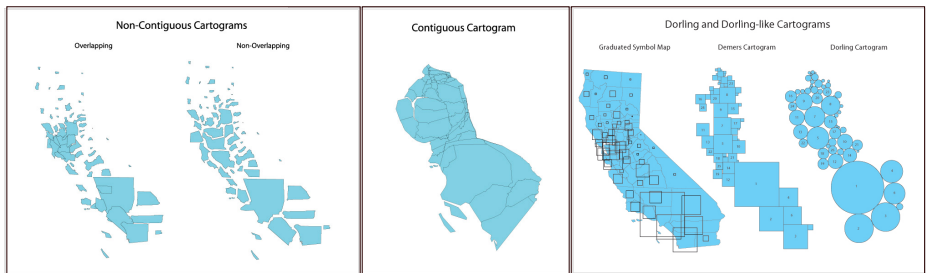 Non-Contiguous Cartograms
Overlapping
Non-Overlapping
Contiguous Cartogram
Dorling and Dorling-like Cartograms
Graduated Symbol Map
Demers Cartogram
Dorling Cartogram